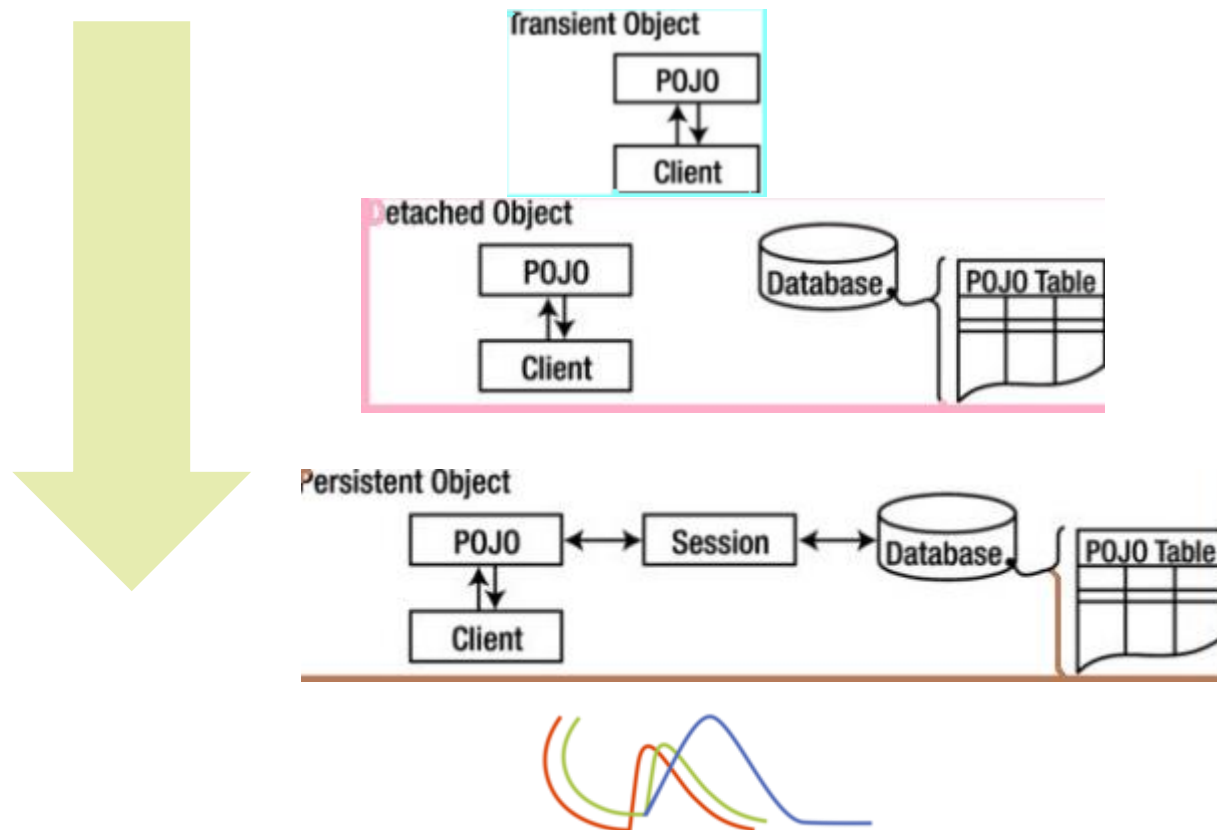 Transient Object
POJO
Client
Detached Object
POJO
Database
POJO Table
Client
Persistent Object
POJO
Session
Database
POJO Table
Client